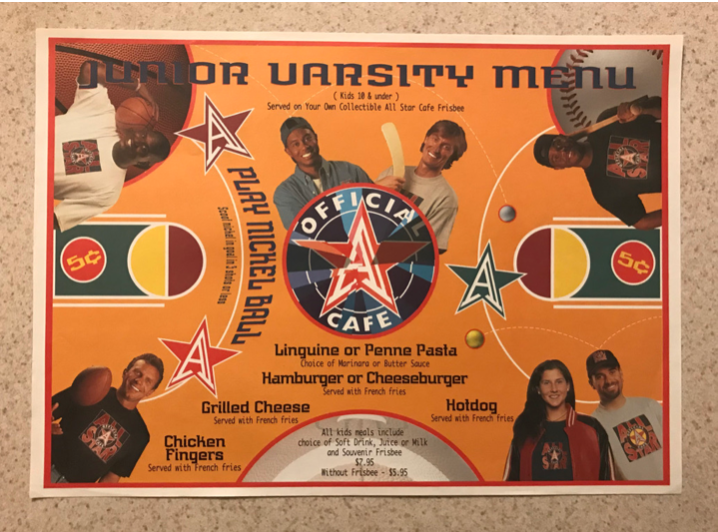 JUNIOR VARSITY MENU
( Kids 10 & under )
Served on Your Own Collectible All Star Cafe Frisbee
PLAY NICKEL BALL
OFFICIAL
CAFE
5¢
5¢
Linguine or Penne Pasta
Choice of Marinara or Butter Sauce
Hamburger or Cheeseburger
Served with French fries
Grilled Cheese
Served with French fries
Hotdog
Served with French fries
Chicken
Fingers
Served with French fries
All kids meals include
choice of Soft Drink, Juice or Milk
and Souvenir Frisbee
$7.95
Without Frisbee - $5.95